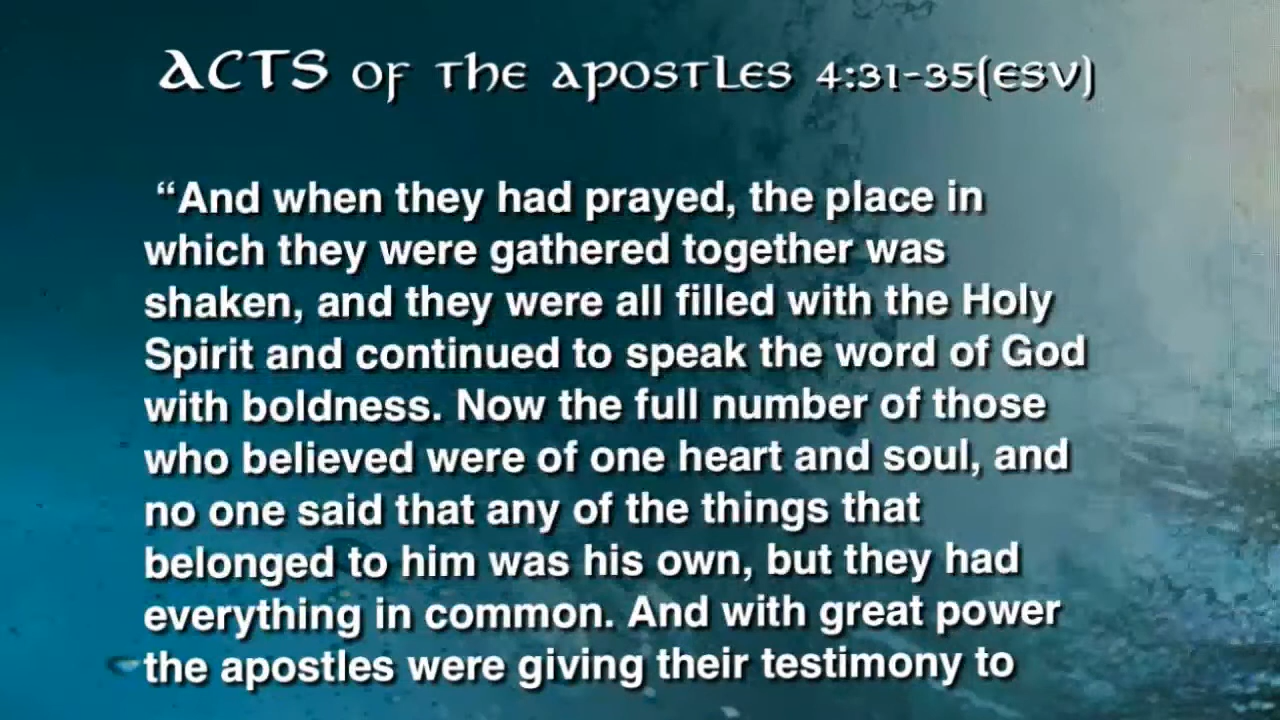 ACTS of the apostles 4:31-35(ESV)
“And when they had prayed, the place in
which they were gathered together was
shaken, and they were all filled with the Holy
Spirit and continued to speak the word of God
with boldness. Now the full number of those
who believed were of one heart and soul, and
no one said that any of the things that
belonged to him was his own, but they had
everything in common. And with great power
the apostles were giving their testimony to